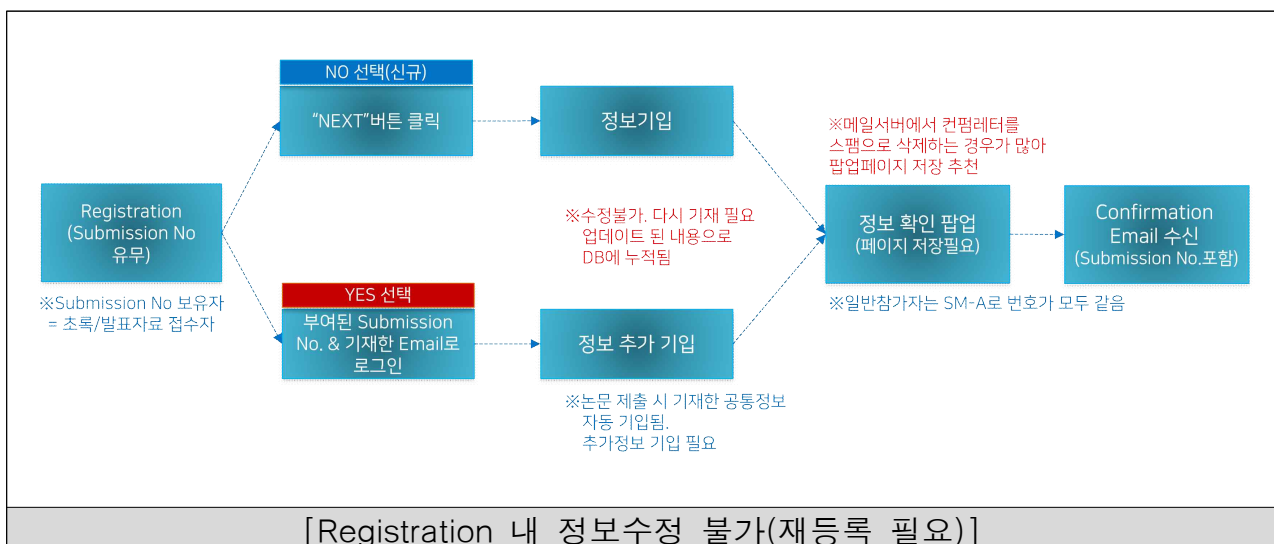 NO 선택(신규)
“NEXT”버튼 클릭
정보기입
※메일서버에서 컨펌레터를
스팸으로 삭제하는 경우가 많아
팝업페이지 저장 추천
Registration
(Submission No
유무)
※Submission No 보유자
= 초록/발표자료 접수자
※수정불가. 다시 기재 필요
업데이트 된 내용으로
DB에 누적됨
정보 확인 팝업
(페이지 저장필요)
Confirmation
Email 수신
(Submission No.포함)
※일반참가자는 SM-A로 번호가 모두 같음
YES 선택
부여된 Submission
No. & 기재한 Email로
로그인
정보 추가 기입
※논문 제출 시 기재한 공통정보
자동 기입됨.
추가정보 기입 필요
[Registration 내 정보수정 불가(재등록 필요)]